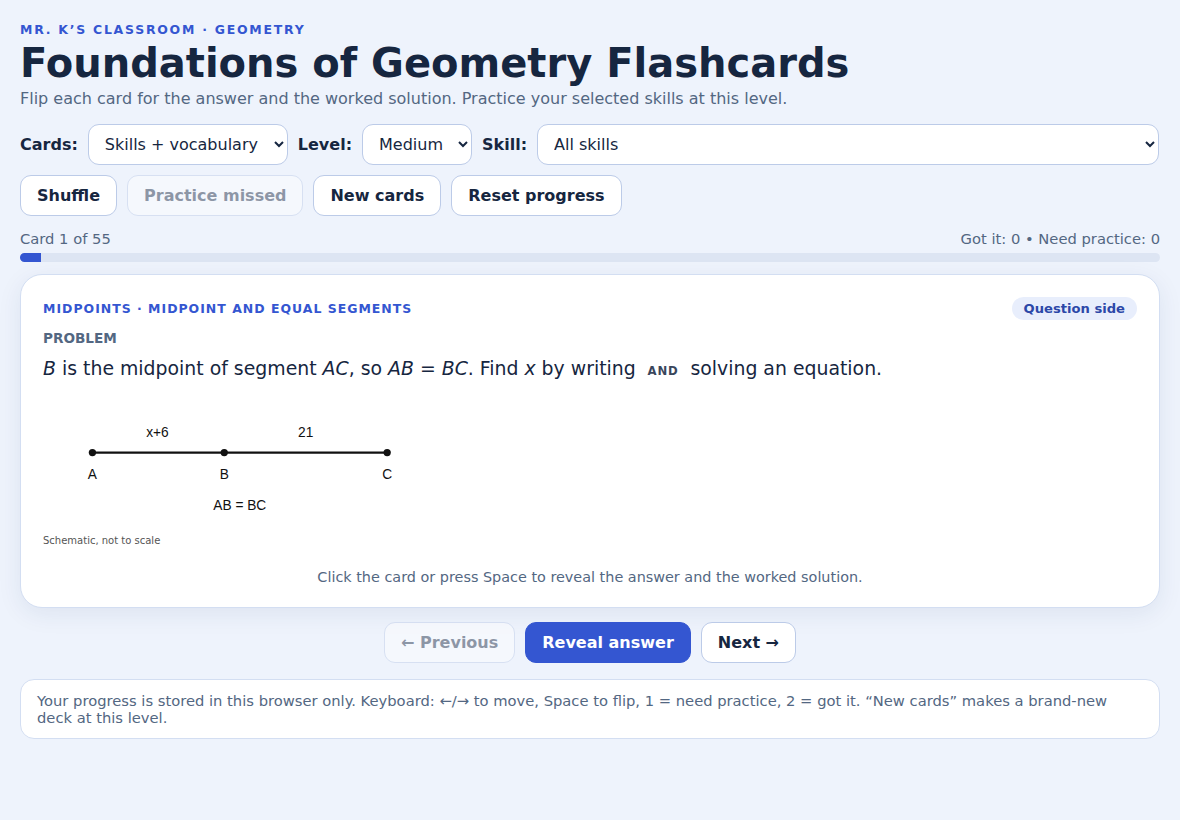 MR. K’S CLASSROOM · GEOMETRY
Foundations of Geometry Flashcards
Flip each card for the answer and the worked solution. Practice your selected skills at this level.
Cards: Skills + vocabulary Level: Medium Skill: All skills
Shuffle Practice missed New cards Reset progress
Card 1 of 55 Got it: 0 • Need practice: 0
MIDPOINTS · MIDPOINT AND EQUAL SEGMENTS Question side
PROBLEM
B is the midpoint of segment AC, so AB = BC. Find x by writing AND solving an equation.
x+6 21
A B C
AB = BC
Schematic, not to scale
Click the card or press Space to reveal the answer and the worked solution.
← Previous Reveal answer Next →
Your progress is stored in this browser only. Keyboard: ←/→ to move, Space to flip, 1 = need practice, 2 = got it. “New cards” makes a brand-new
deck at this level.